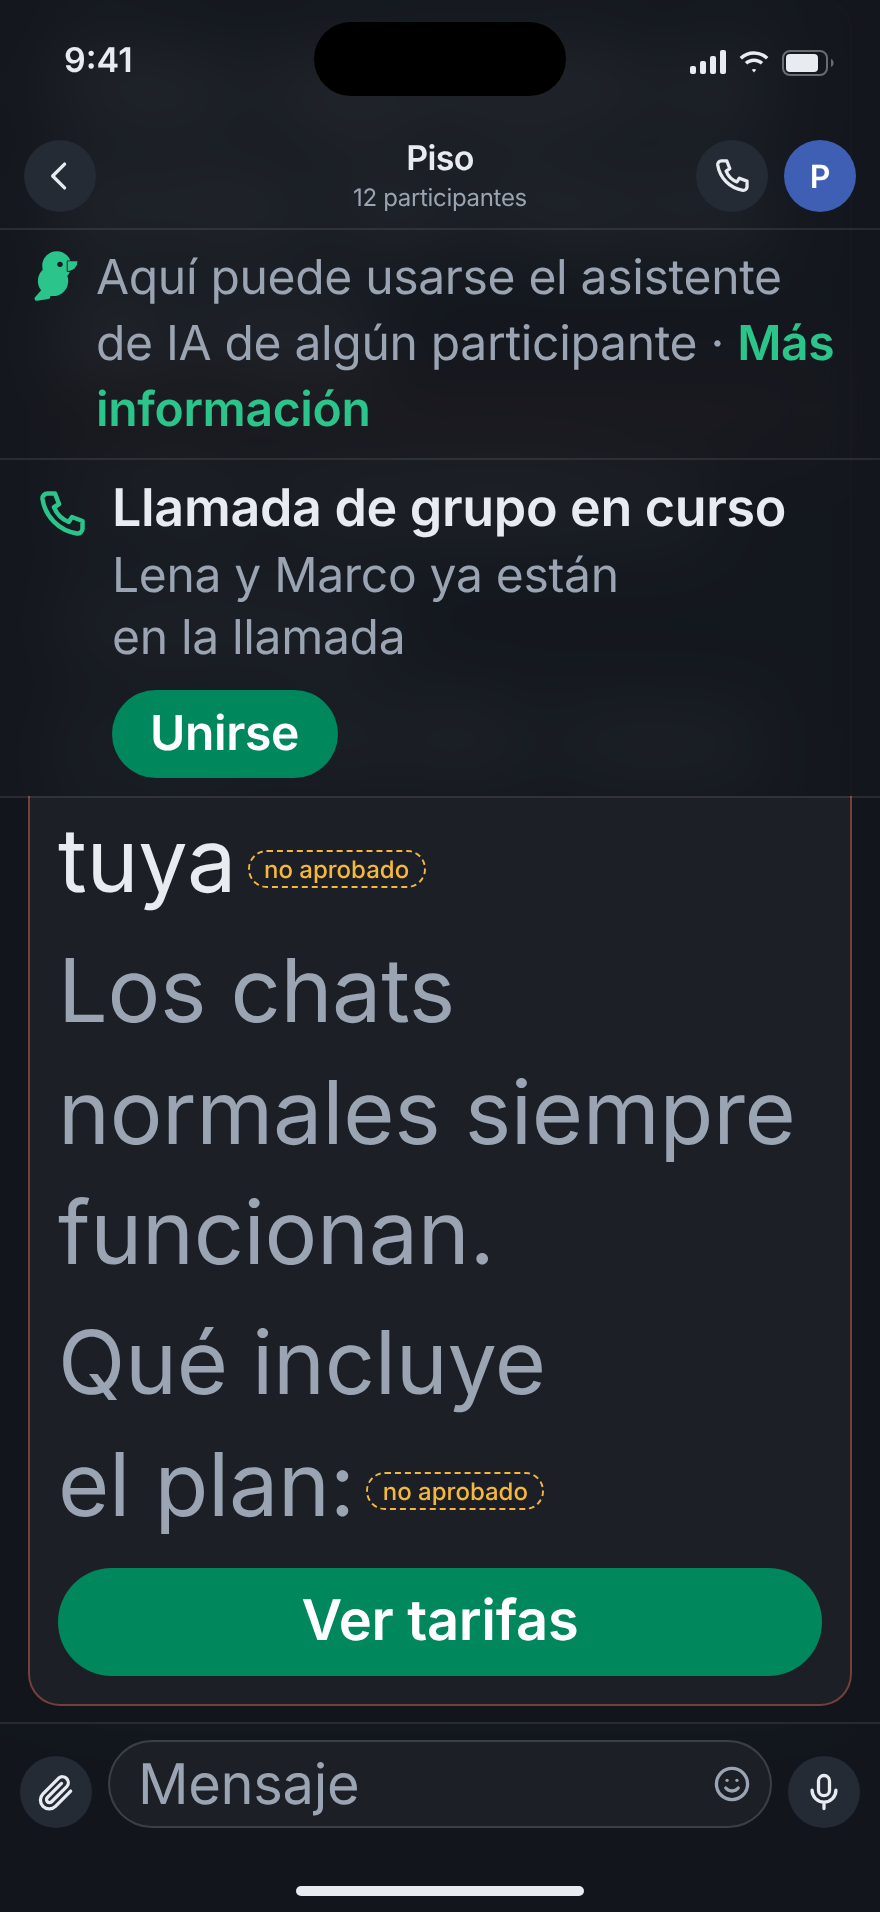 9:41
Piso
12 participantes
P
Aquí puede usarse el asistente
de IA de algún participante · Más
información
Llamada de grupo en curso
Lena y Marco ya están
en la llamada
Unirse
tuya no aprobado
Los chats
normales siempre
funcionan.
Qué incluye
el plan: no aprobado
Ver tarifas
Mensaje